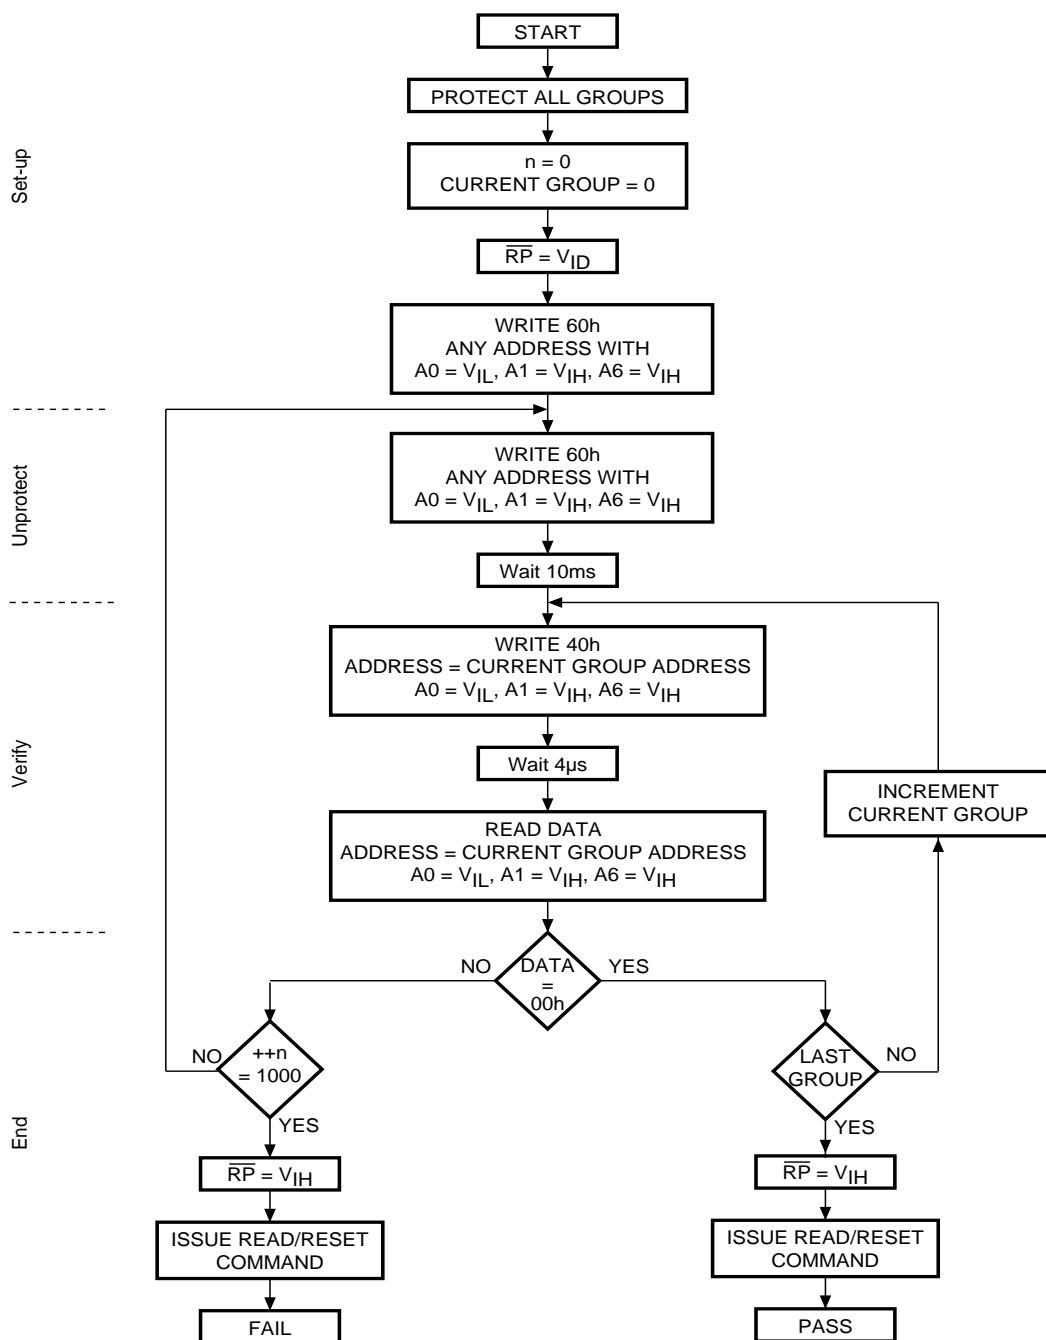 START
PROTECT ALL GROUPS
Set-up
n = 0
CURRENT GROUP = 0
R̅P̅ = VID
WRITE 60h
ANY ADDRESS WITH
A0 = VIL, A1 = VIH, A6 = VIH
Unprotect
WRITE 60h
ANY ADDRESS WITH
A0 = VIL, A1 = VIH, A6 = VIH
Wait 10ms
Verify
WRITE 40h
ADDRESS = CURRENT GROUP ADDRESS
A0 = VIL, A1 = VIH, A6 = VIH
Wait 4µs
INCREMENT
CURRENT GROUP
READ DATA
ADDRESS = CURRENT GROUP ADDRESS
A0 = VIL, A1 = VIH, A6 = VIH
End
NO
DATA
=
00h
YES
NO
++n
= 1000
YES
LAST
GROUP
NO
YES
R̅P̅ = VIH
R̅P̅ = VIH
ISSUE READ/RESET
COMMAND
ISSUE READ/RESET
COMMAND
FAIL
PASS